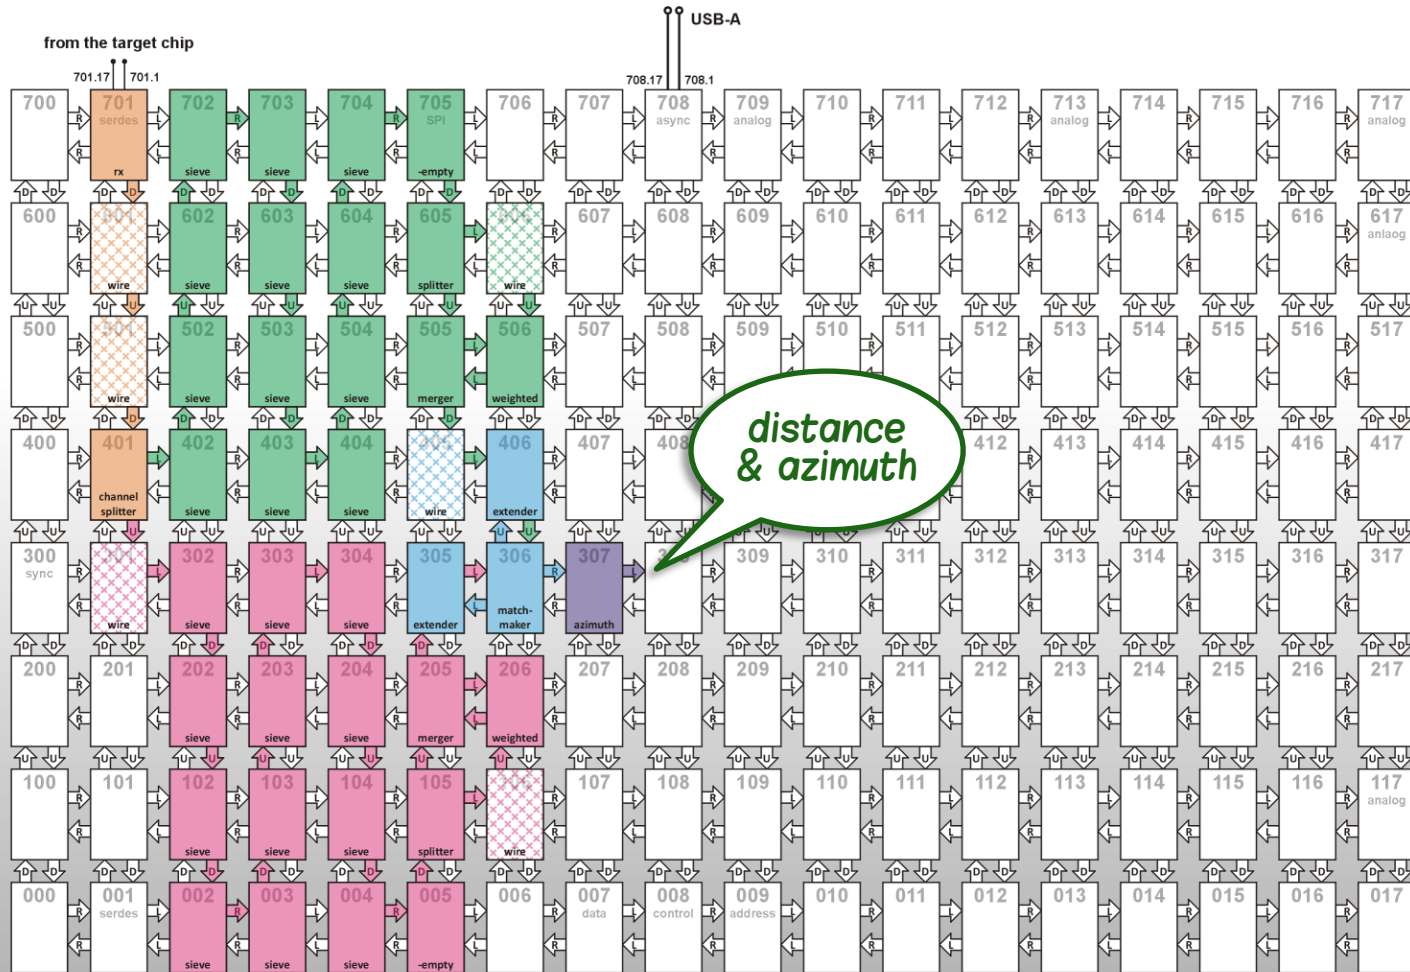 USB-A
from the target chip
701.17 701.1
708.17 708.1
700 701 702 703 704 705 706 707 708 709 710 711 712 713 714 715 716 717
serdes SPI async analog analog analog
R L R L R L R L R L R L R L R L R
R L R L R L R L R L R L R L R L R
rx sieve sieve sieve -empty
D D D D D D D D D D D D D D D D D D D D D D D D D D D D D D D D D D D D
600 601 602 603 604 605 607 608 609 610 611 612 613 614 615 616 617
anlaog
R L R L R L R L R L R L R L R L R
R L R L R L R L R L R L R L R L R
wire sieve sieve sieve splitter wire
U U U U U U U U U U U U U U U U U U U U U U U U U U U U U U U U U U U U
500 501 502 503 504 505 506 507 508 509 510 511 512 513 514 515 516 517
R L R L R L R L R L R L R L R L R
R L R L R L R L R L R L R L R
wire sieve sieve sieve merger weighted
D D D D D D D D D D D D D D D D D D D D D D D D D D D D
distance
& azimuth
400 401 402 403 404 406 407 408 412 413 414 415 416 417
R L R L R L R L R L R L R
R L R L R L R L R L R L R
channel
splitter sieve sieve sieve wire extender
U U U U U U U U U U U U U U U U U U U U U U U U U U U U U U U U U U U U
300 302 303 304 305 306 307 309 310 311 312 313 314 315 316 317
sync
R L R L R L R L R L R L R L R L R
R L R L R L R L R L R L R L R L R
wire sieve sieve sieve extender match-
maker azimuth
D D D D D D D D D D D D D D D D D D D D D D D D D D D D D D D D D D D D
200 201 202 203 204 205 206 207 208 209 210 211 212 213 214 215 216 217
R L R L R L R L R L R L R L R L R
R L R L R L R L R L R L R L R L R
sieve sieve sieve merger weighted
U U U U U U U U U U U U U U U U U U U U U U U U U U U U U U U U U U U U
100 101 102 103 104 105 107 108 109 110 111 112 113 114 115 116 117
analog
R L R L R L R L R L R L R L R L R
R L R L R L R L R L R L R L R L R
sieve sieve sieve splitter wire
D D D D D D D D D D D D D D D D D D D D D D D D D D D D D D D D D D D D
000 001 002 003 004 005 006 007 008 009 010 011 012 013 014 015 016 017
serdes data control address
R L R L R L R L R L R L R L R L R
R L R L R L R L R L R L R L R L R
sieve sieve sieve -empty